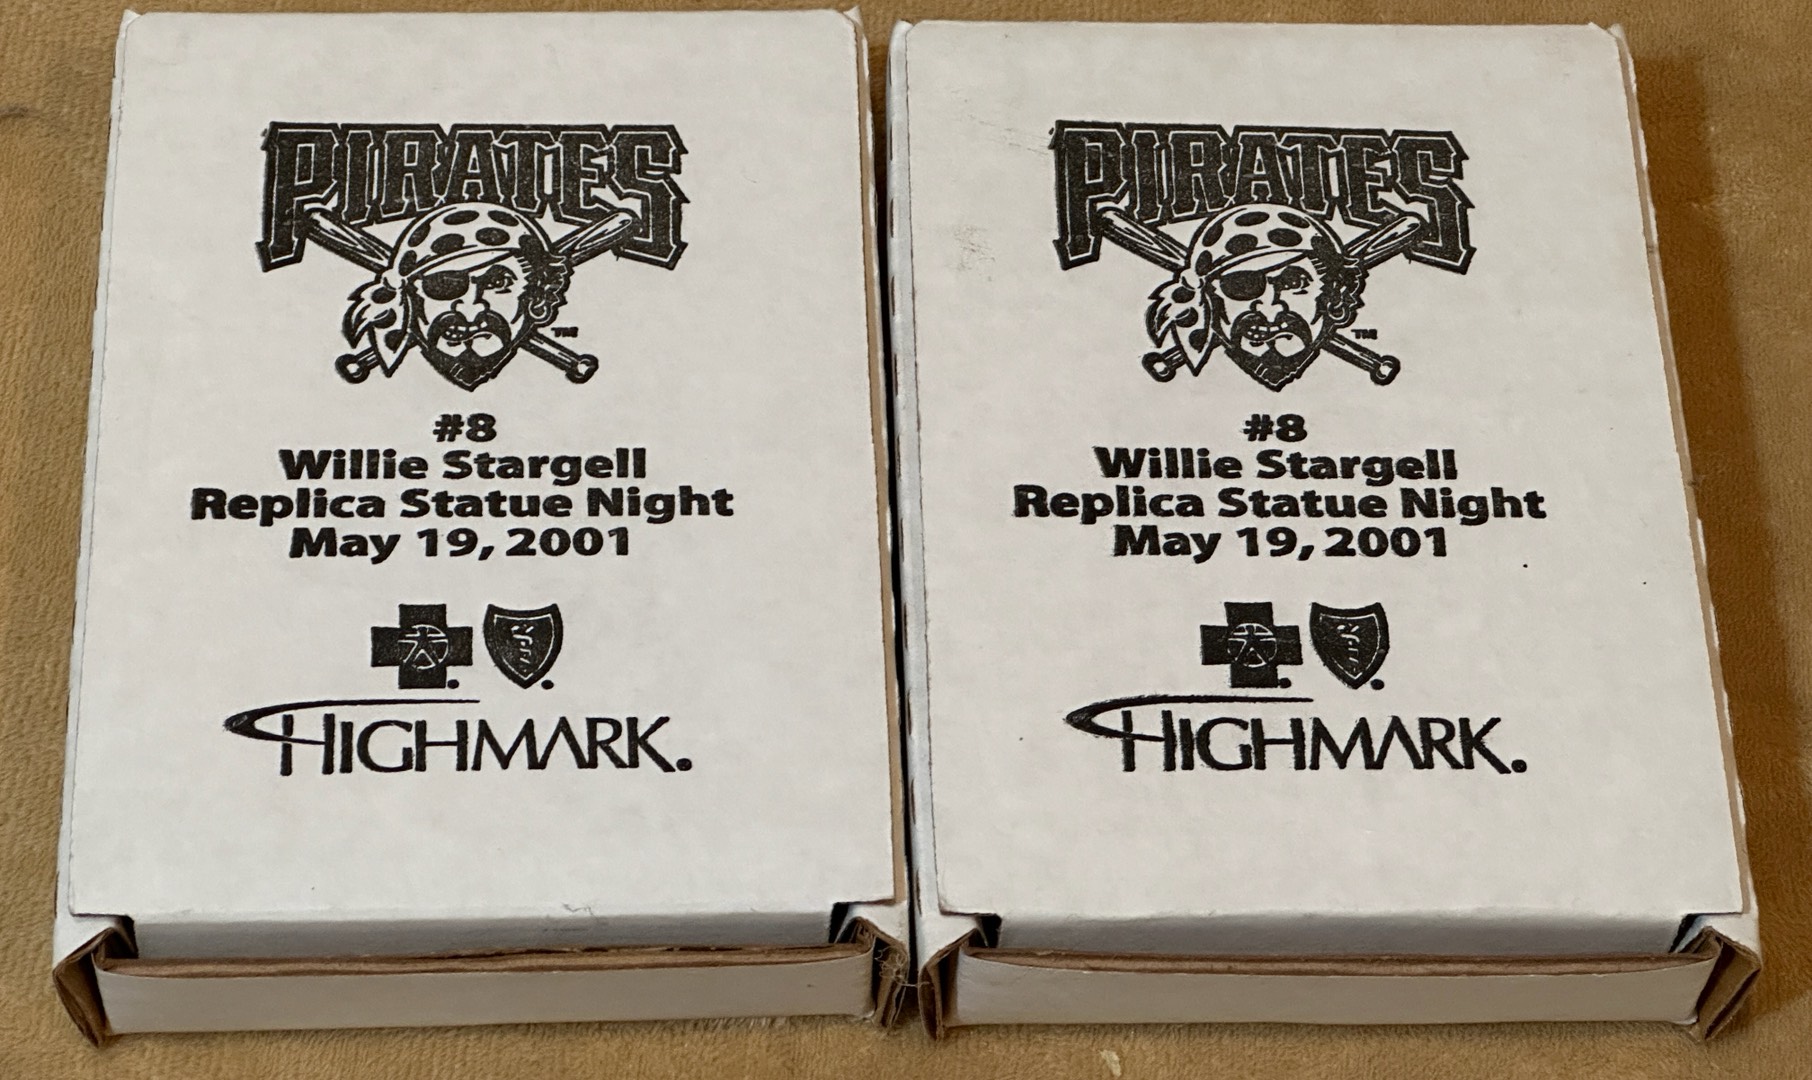 PIRATES
TM
#8
Willie Stargell
Replica Statue Night
May 19, 2001
HIGHMARK.
PIRATES
TM
#8
Willie Stargell
Replica Statue Night
May 19, 2001
HIGHMARK.